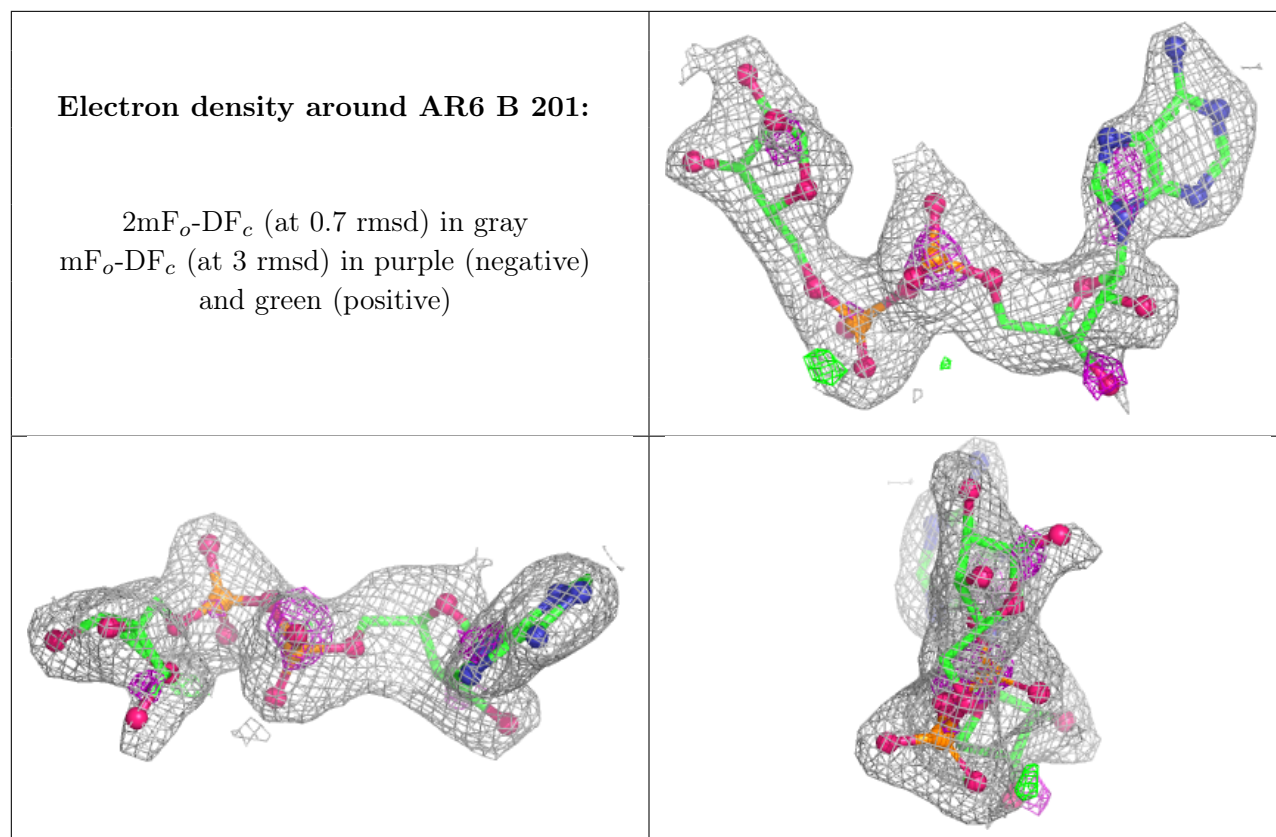 Electron density around AR6 B 201:
2mFo-DFc (at 0.7 rmsd) in gray
mFo-DFc (at 3 rmsd) in purple (negative)
and green (positive)